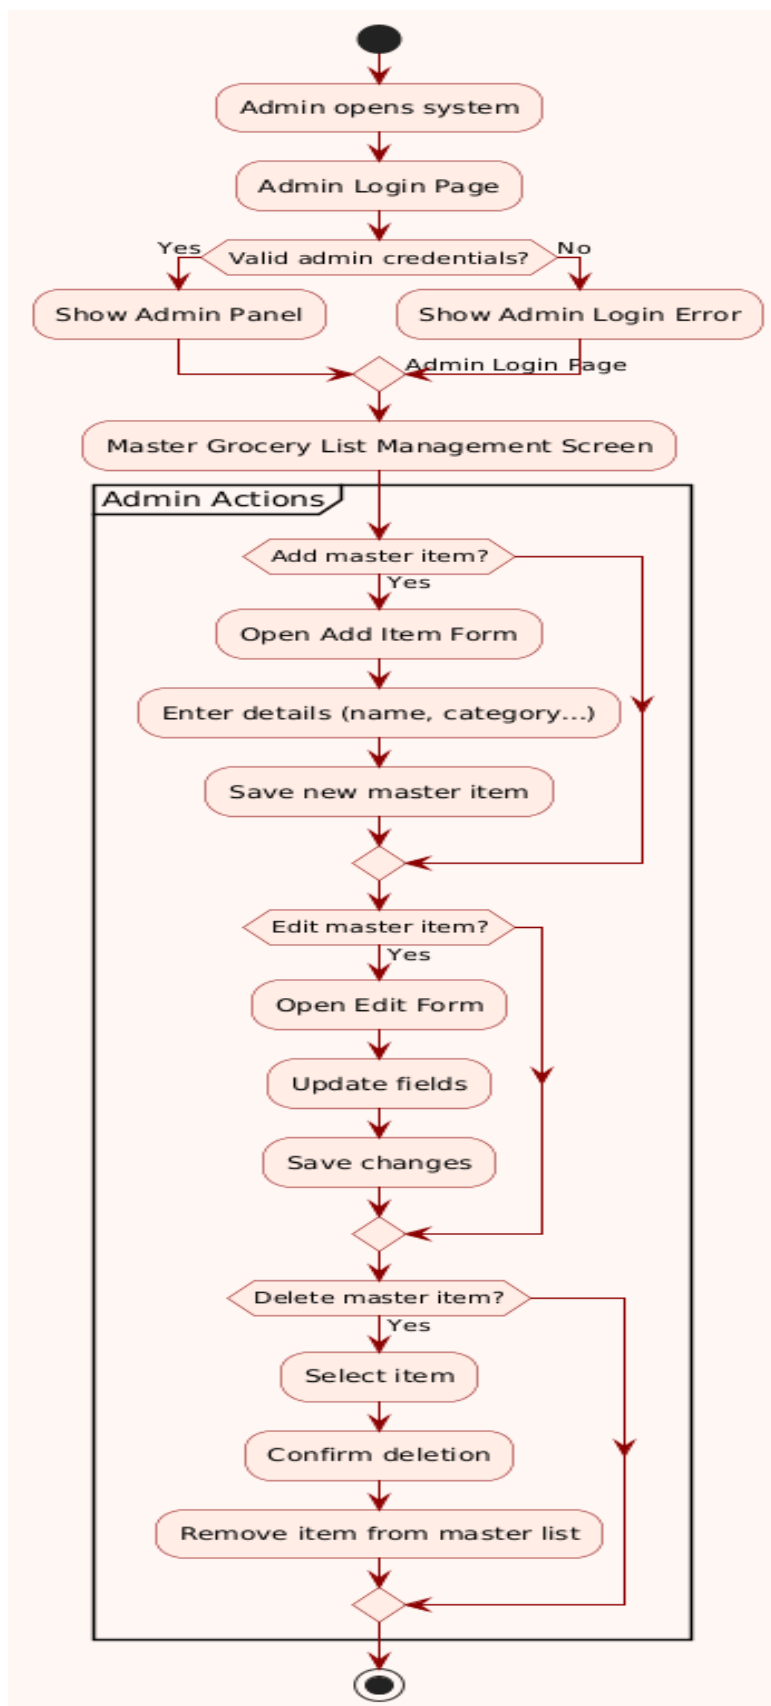 Admin opens system
Admin Login Page
Yes
Valid admin credentials?
No
Show Admin Panel
Show Admin Login Error
Admin Login Page
Master Grocery List Management Screen
Admin Actions
Add master item?
Yes
Open Add Item Form
Enter details (name, category...)
Save new master item
Edit master item?
Yes
Open Edit Form
Update fields
Save changes
Delete master item?
Yes
Select item
Confirm deletion
Remove item from master list